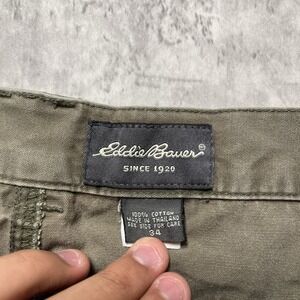 Eddie Bauer®
SINCE 1920
100% COTTON
MADE IN THAILAND
SEE SIDE FOR CARE
34